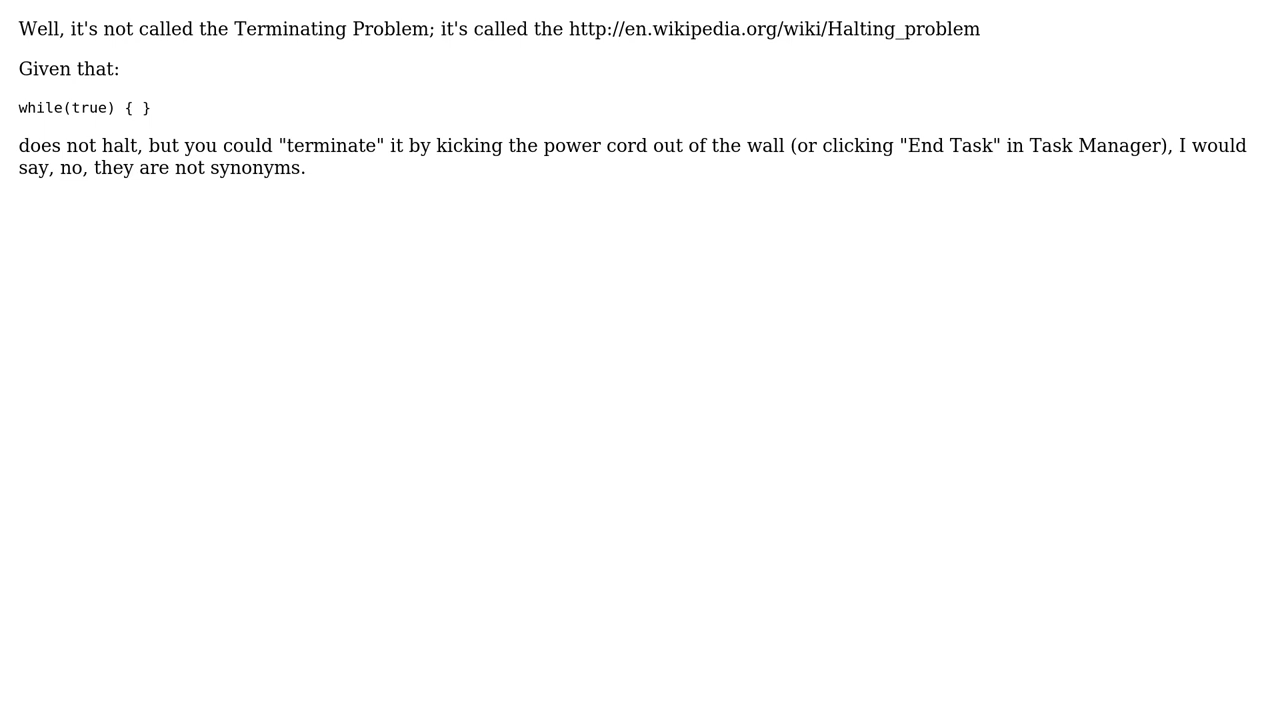 Well, it's not called the Terminating Problem; it's called the http://en.wikipedia.org/wiki/Halting_problem
Given that:
while(true) { }
does not halt, but you could "terminate" it by kicking the power cord out of the wall (or clicking "End Task" in Task Manager), I would
say, no, they are not synonyms.